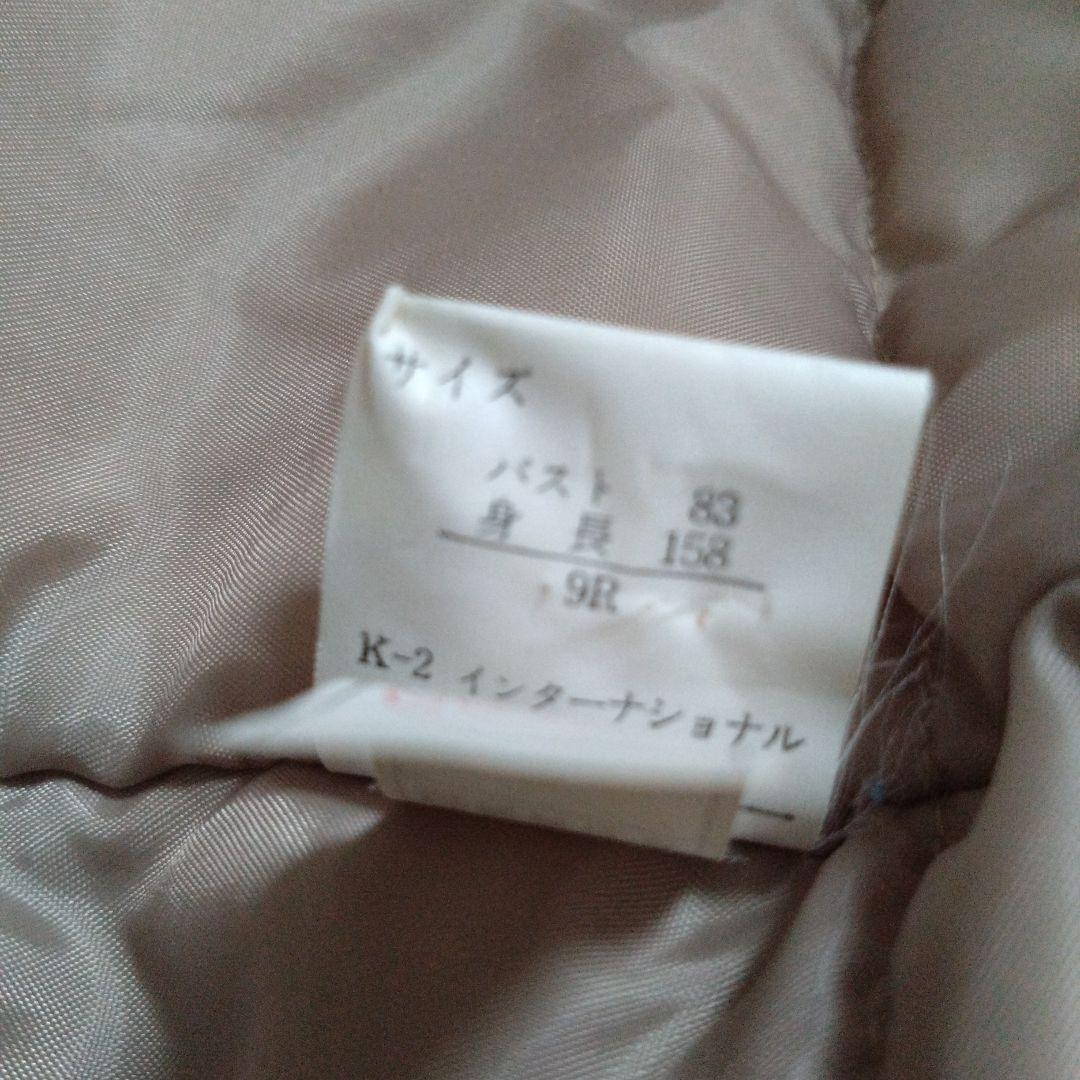 サイズ
バスト 83
身長 158
9R
K-2 インターナショナル